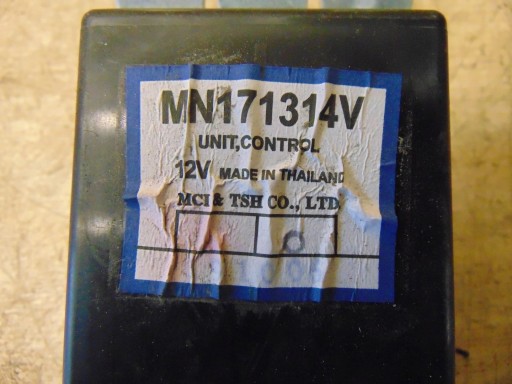 MN171314V
UNIT,CONTROL
12V MADE IN THAILAND
MCI & TSH CO., LTD